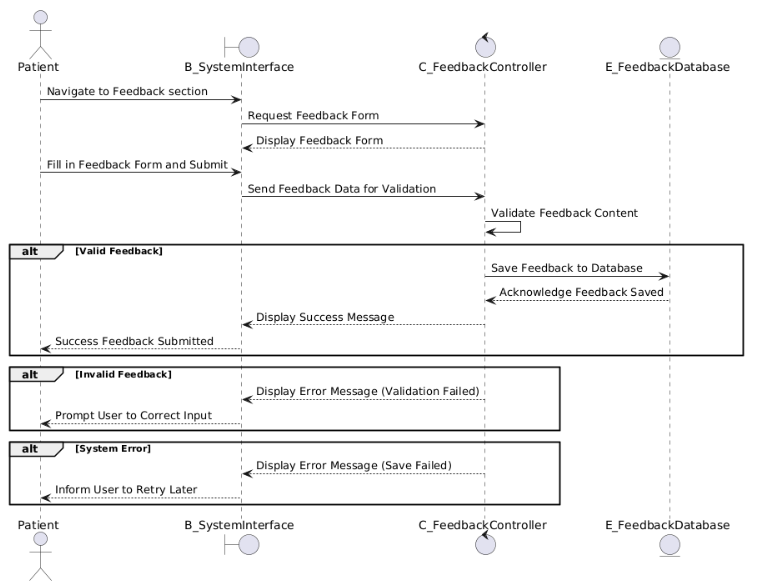 Patient
B_SystemInterface
C_FeedbackController
E_FeedbackDatabase
Navigate to Feedback section
Request Feedback Form
Display Feedback Form
Fill in Feedback Form and Submit
Send Feedback Data for Validation
Validate Feedback Content
alt [Valid Feedback]
Save Feedback to Database
Acknowledge Feedback Saved
Display Success Message
Success Feedback Submitted
alt [Invalid Feedback]
Display Error Message (Validation Failed)
Prompt User to Correct Input
alt [System Error]
Display Error Message (Save Failed)
Inform User to Retry Later
Patient
B_SystemInterface
C_FeedbackController
E_FeedbackDatabase